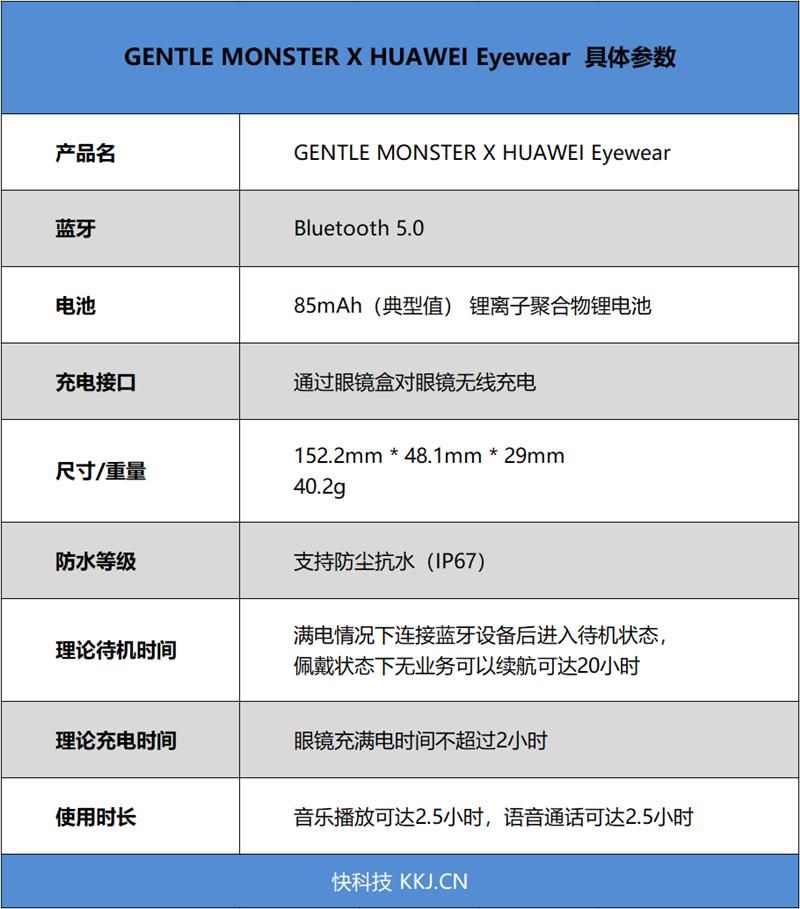 GENTLE MONSTER X HUAWEI Eyewear 具体参数
产品名
GENTLE MONSTER X HUAWEI Eyewear
蓝牙
Bluetooth 5.0
电池
85mAh（典型值） 锂离子聚合物锂电池
充电接口
通过眼镜盒对眼镜无线充电
尺寸/重量
152.2mm * 48.1mm * 29mm
40.2g
防水等级
支持防尘抗水（IP67）
理论待机时间
满电情况下连接蓝牙设备后进入待机状态，
佩戴状态下无业务可以续航可达20小时
理论充电时间
眼镜充满电时间不超过2小时
使用时长
音乐播放可达2.5小时，语音通话可达2.5小时
快科技 KKJ.CN